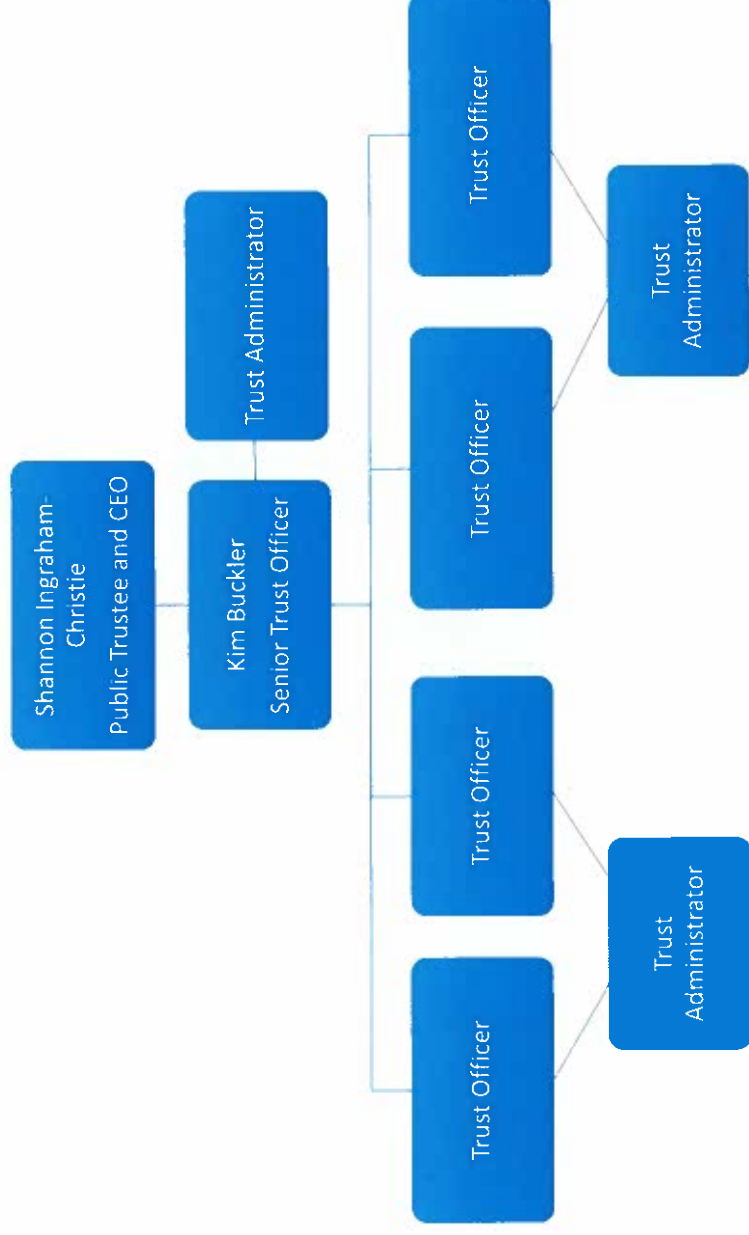 Shannon Ingraham-
Christie
Public Trustee and CEO
Kim Buckler
Senior Trust Officer
Trust Administrator
Trust Officer
Trust Officer
Trust Officer
Trust Officer
Trust
Administrator
Trust
Administrator